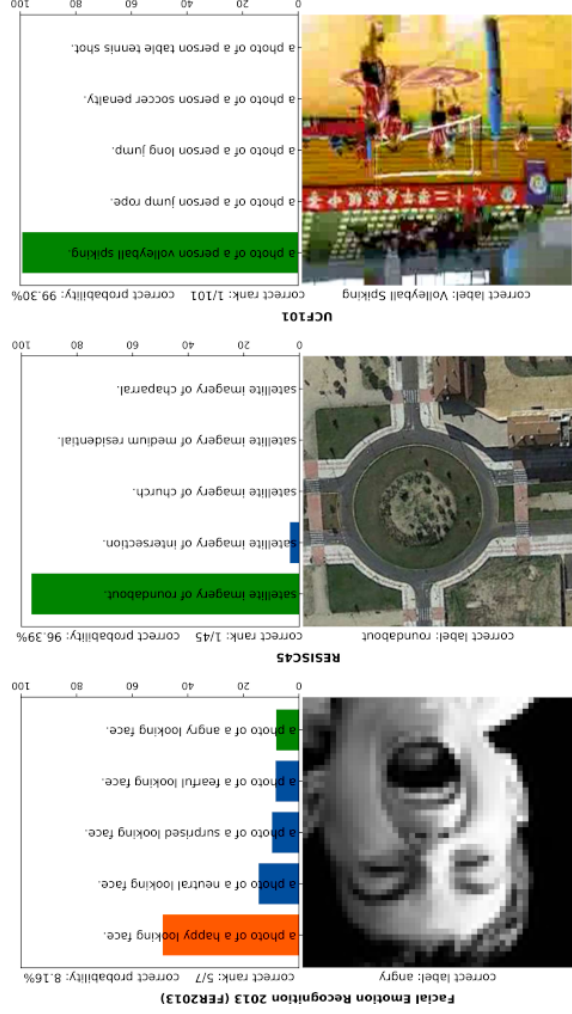 Facial Emotion Recognition 2013 (FER2013)
correct label: angry correct rank: 5/7 correct probability: 8.16%
a photo of a happy looking face.
a photo of a neutral looking face.
a photo of a surprised looking face.
a photo of a fearful looking face.
a photo of a angry looking face.
0 20 40 60 80 100
RESISC45
correct label: roundabout correct rank: 1/45 correct probability: 96.39%
satellite imagery of roundabout.
satellite imagery of intersection.
satellite imagery of church.
satellite imagery of medium residential.
satellite imagery of chaparral.
0 20 40 60 80 100
UCF101
correct label: Volleyball Spiking correct rank: 1/101 correct probability: 99.30%
a photo of a person volleyball spiking.
a photo of a person jump rope.
a photo of a person long jump.
a photo of a person soccer penalty.
a photo of a person table tennis shot.
0 20 40 60 80 100